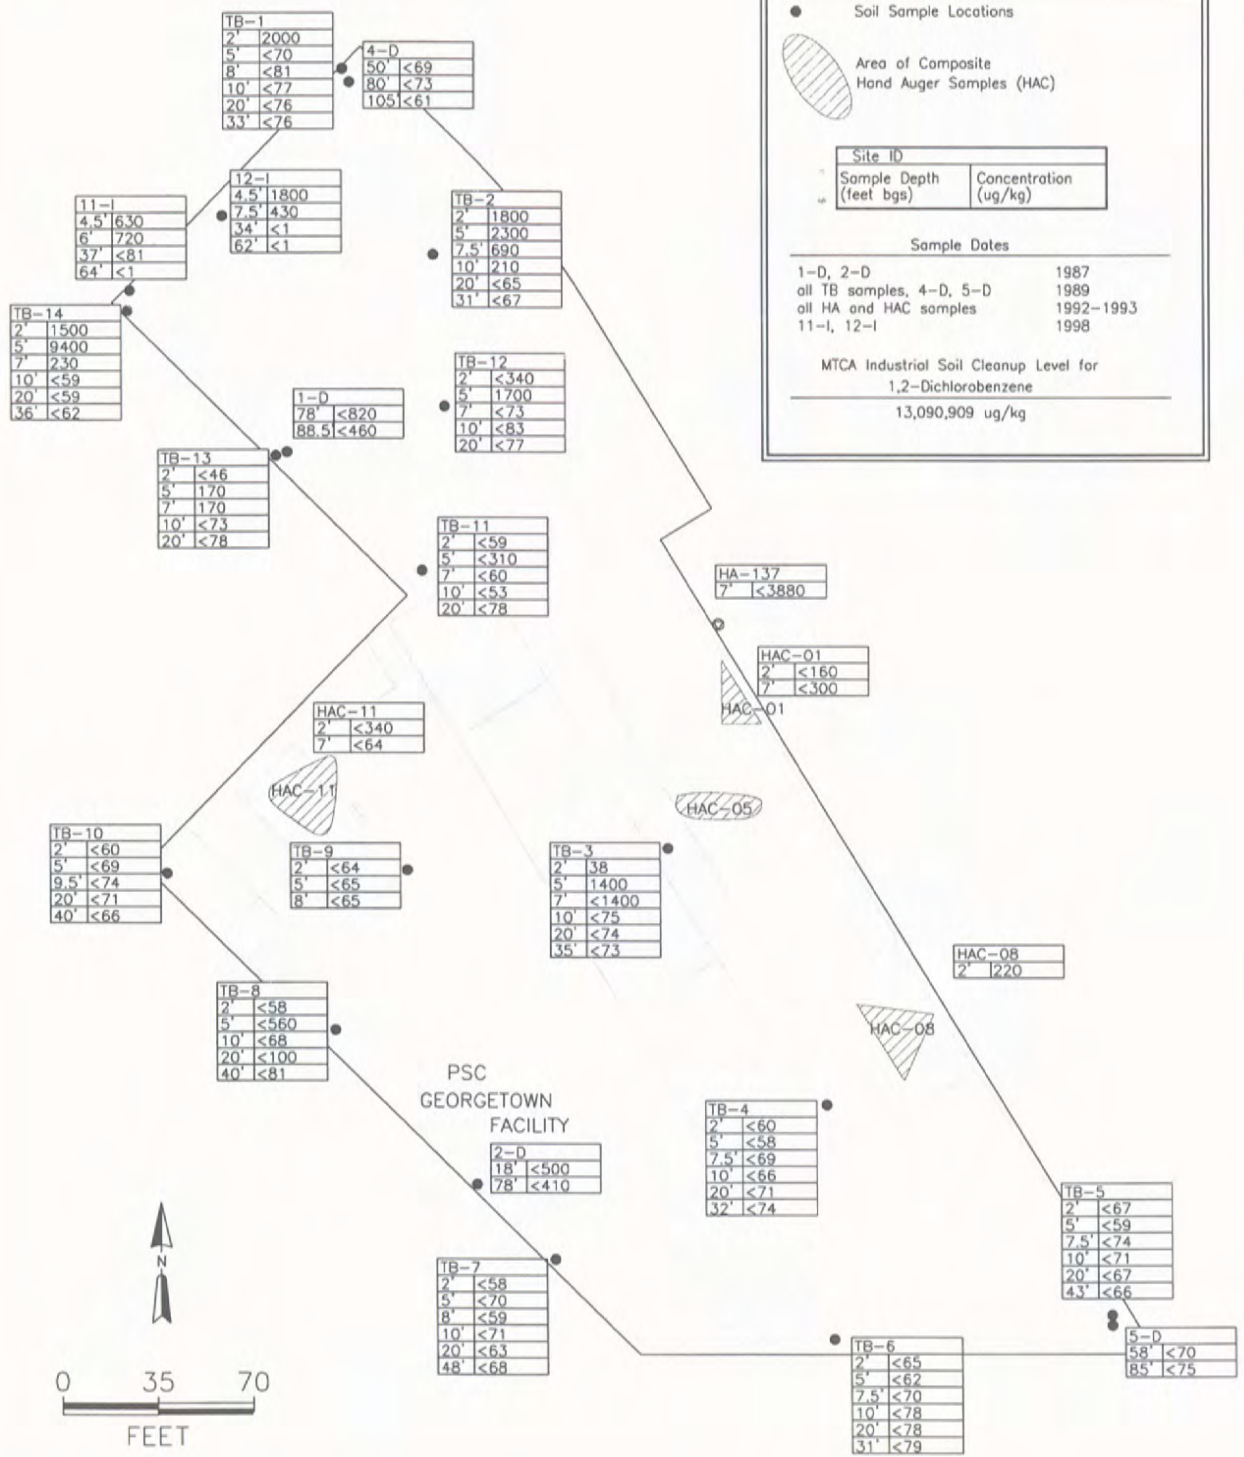 TB-1
2' 2000
5' <70
8' <81
10' <77
20' <76
33' <76
4-D
50' <69
80' <73
105' <61
Soil Sample Locations
Area of Composite
Hand Auger Samples (HAC)
Site ID
Sample Depth (feet bgs) Concentration (ug/kg)
Sample Dates
1-D, 2-D 1987
all TB samples, 4-D, 5-D 1989
all HA and HAC samples 1992-1993
11-I, 12-I 1998
MTCA Industrial Soil Cleanup Level for
1,2-Dichlorobenzene
13,090,909 ug/kg
12-I
4.5' 1800
7.5' 430
34' <1
62' <1
11-I
4.5' 630
6' 720
37' <81
64' <1
TB-2
2' 1800
5' 2300
7.5' 690
10' 210
20' <65
31' <67
TB-14
2' 1500
5' 9400
7' 230
10' <59
20' <59
36' <62
TB-12
2' <340
5' 1700
7' <73
10' <83
20' <77
1-D
78' <820
88.5' <460
TB-13
2' <46
5' 170
7' 170
10' <73
20' <78
TB-11
2' <59
5' <310
7' <60
10' <53
20' <78
HA-137
7' <3880
HAC-01
2' <160
7' <300
HAC-01
HAC-11
2' <340
7' <64
HAC-11
HAC-05
TB-10
2' <60
5' <69
9.5' <74
20' <71
40' <66
TB-9
2' <64
5' <65
8' <65
TB-3
2' 38
5' 1400
7' <1400
10' <75
20' <74
35' <73
HAC-08
2' 220
HAC-08
TB-8
2' <58
5' <560
10' <68
20' <100
40' <81
PSC
GEORGETOWN
FACILITY
2-D
18' <500
78' <410
TB-4
2' <60
5' <58
7.5' <69
10' <66
20' <71
32' <74
TB-5
2' <67
5' <59
7.5' <74
10' <71
20' <67
43' <66
N
TB-7
2' <58
5' <70
8' <59
10' <71
20' <63
48' <68
5-D
58' <70
85' <75
TB-6
2' <65
5' <62
7.5' <70
10' <78
20' <78
31' <79
0 35 70
FEET